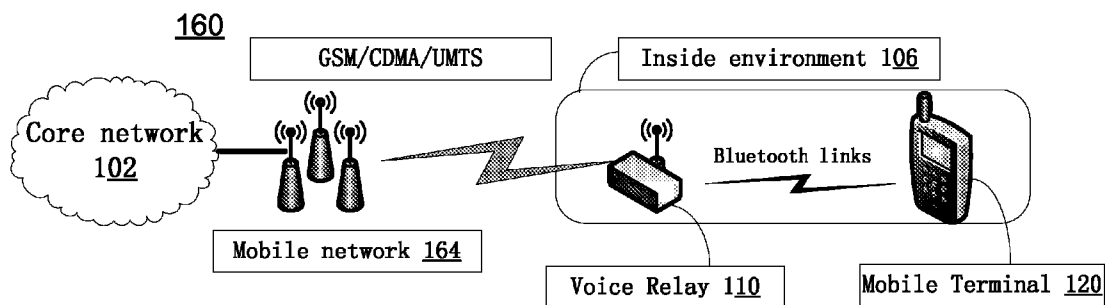 160
GSM/CDMA/UMTS
Inside environment 106
Core network
102
Bluetooth links
Mobile network 164
Voice Relay 110
Mobile Terminal 120